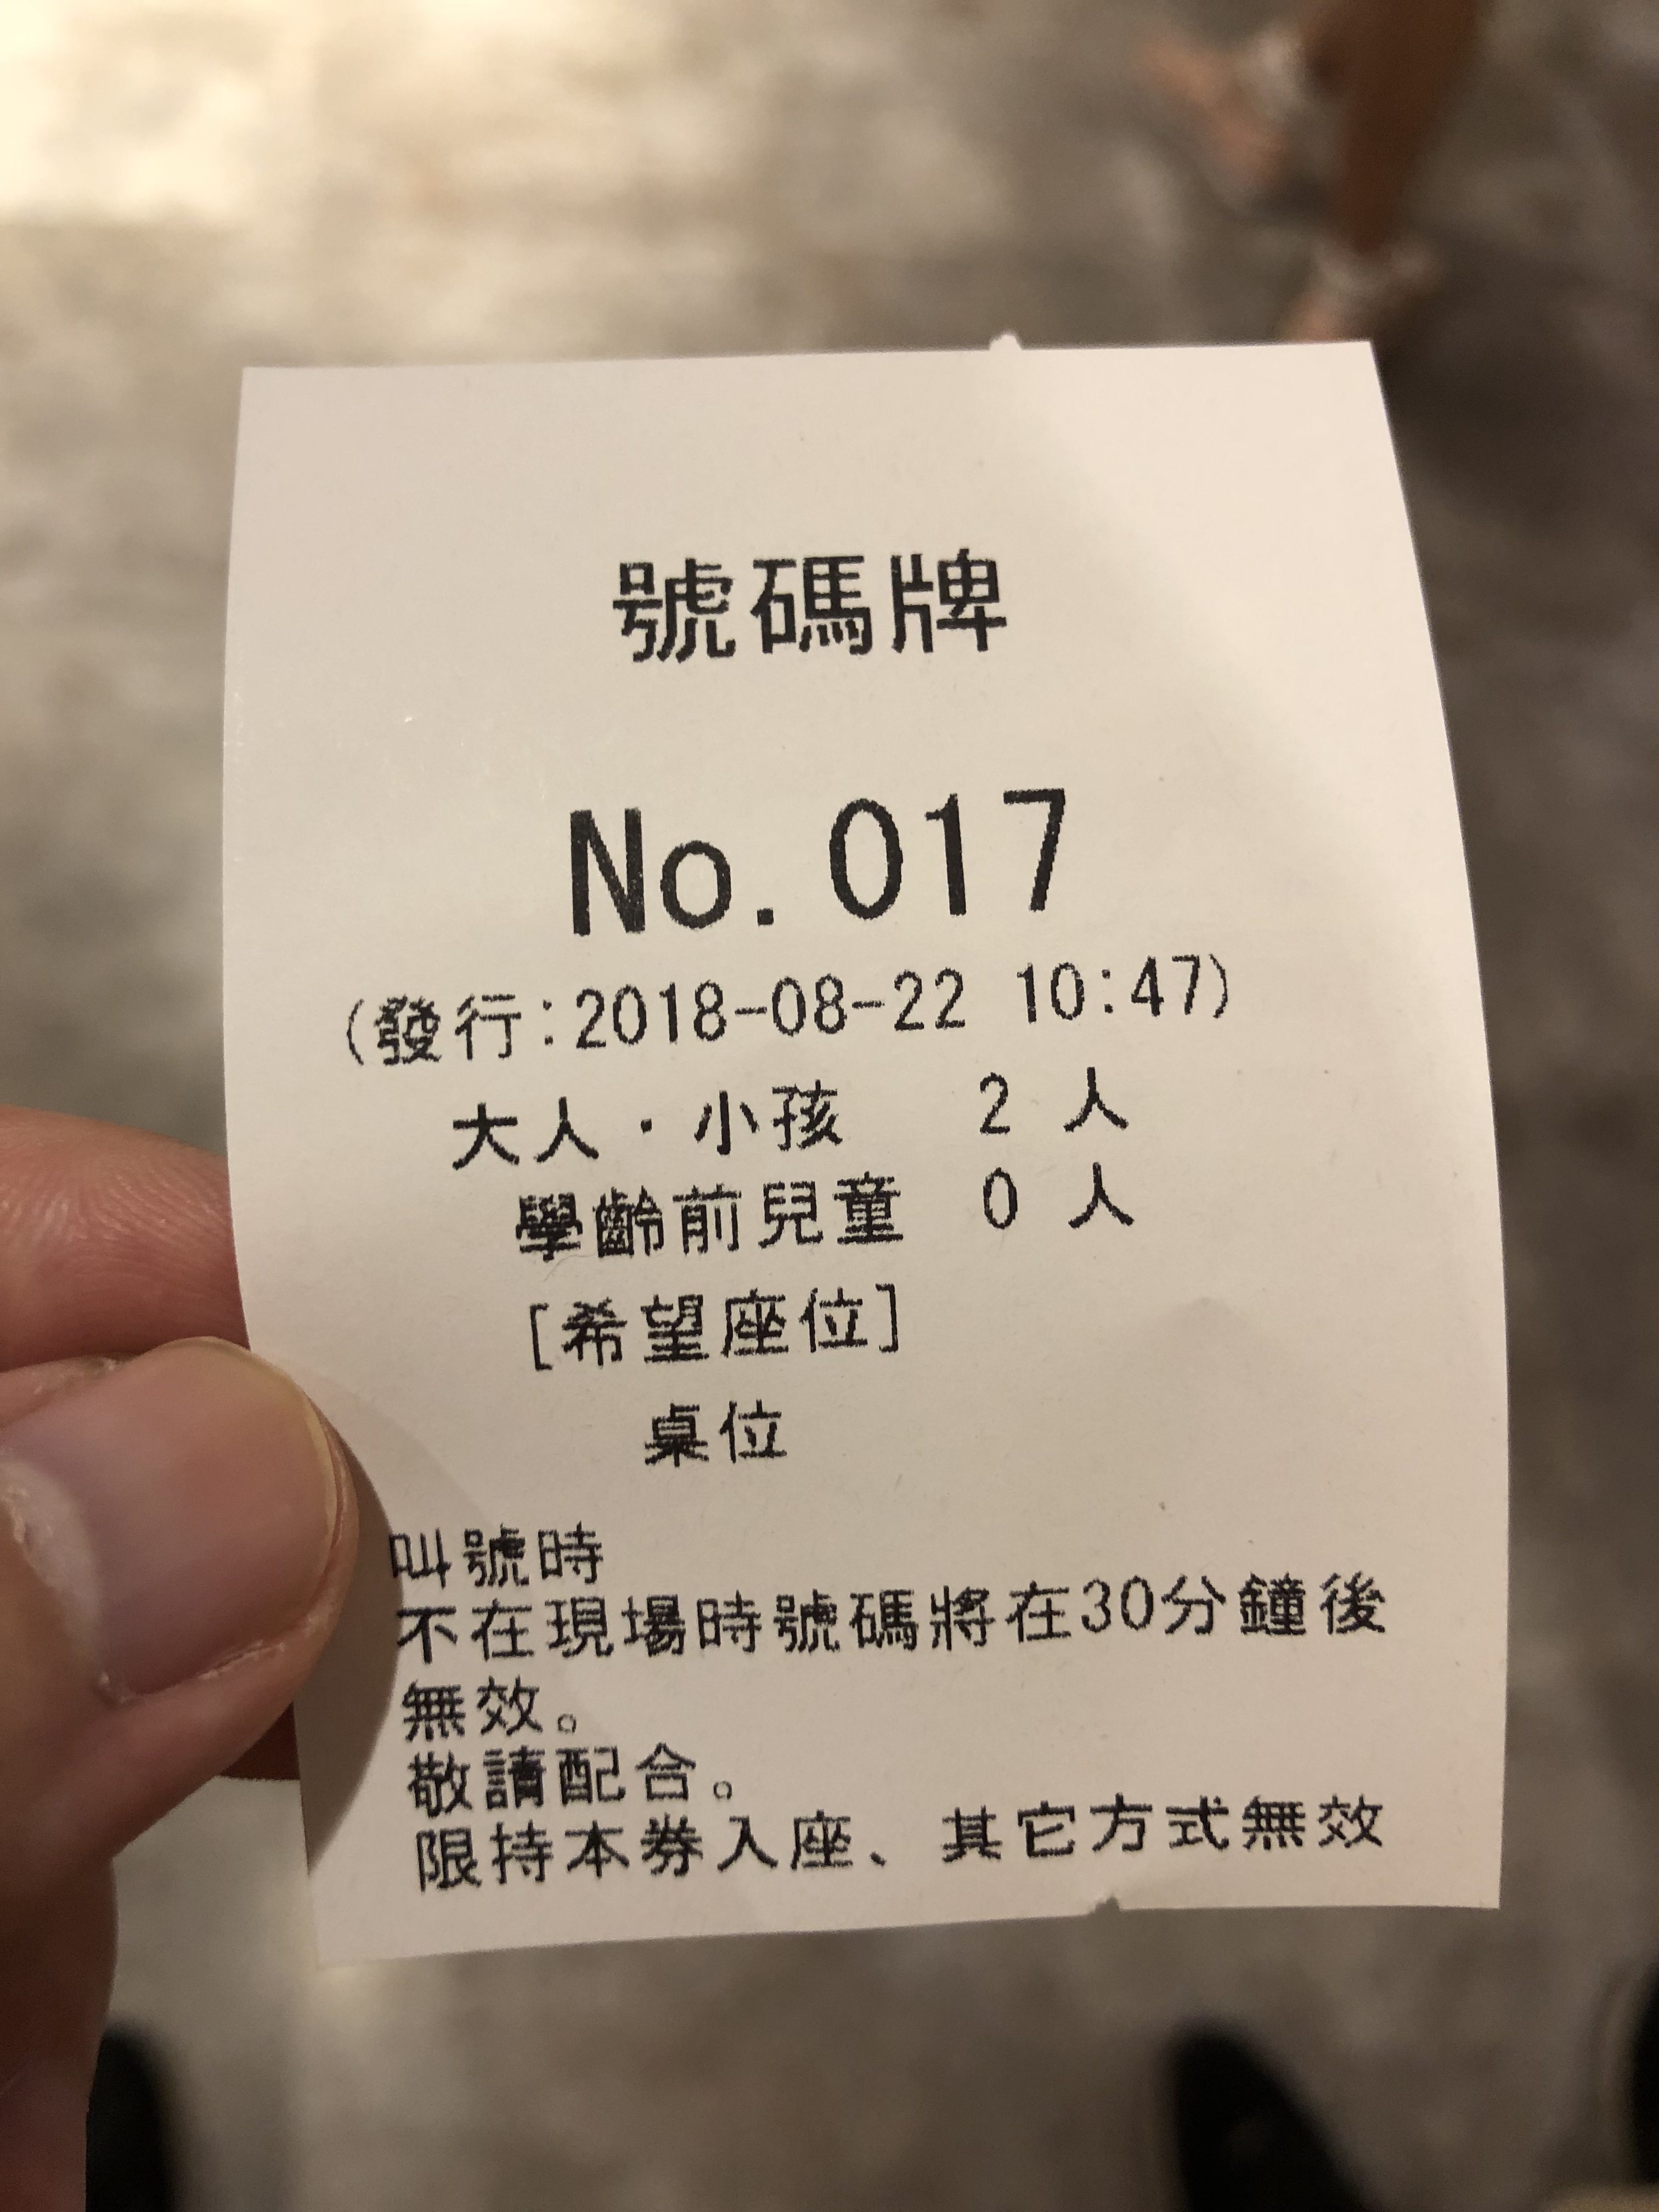 號碼牌
No.017
(發行:2018-08-22 10:47)
大人·小孩 2 人
學齡前兒童 0 人
[希望座位]
桌位
叫號時
不在現場時號碼將在30分鐘後
無效。
敬請配合。
限持本券入座、其它方式無效